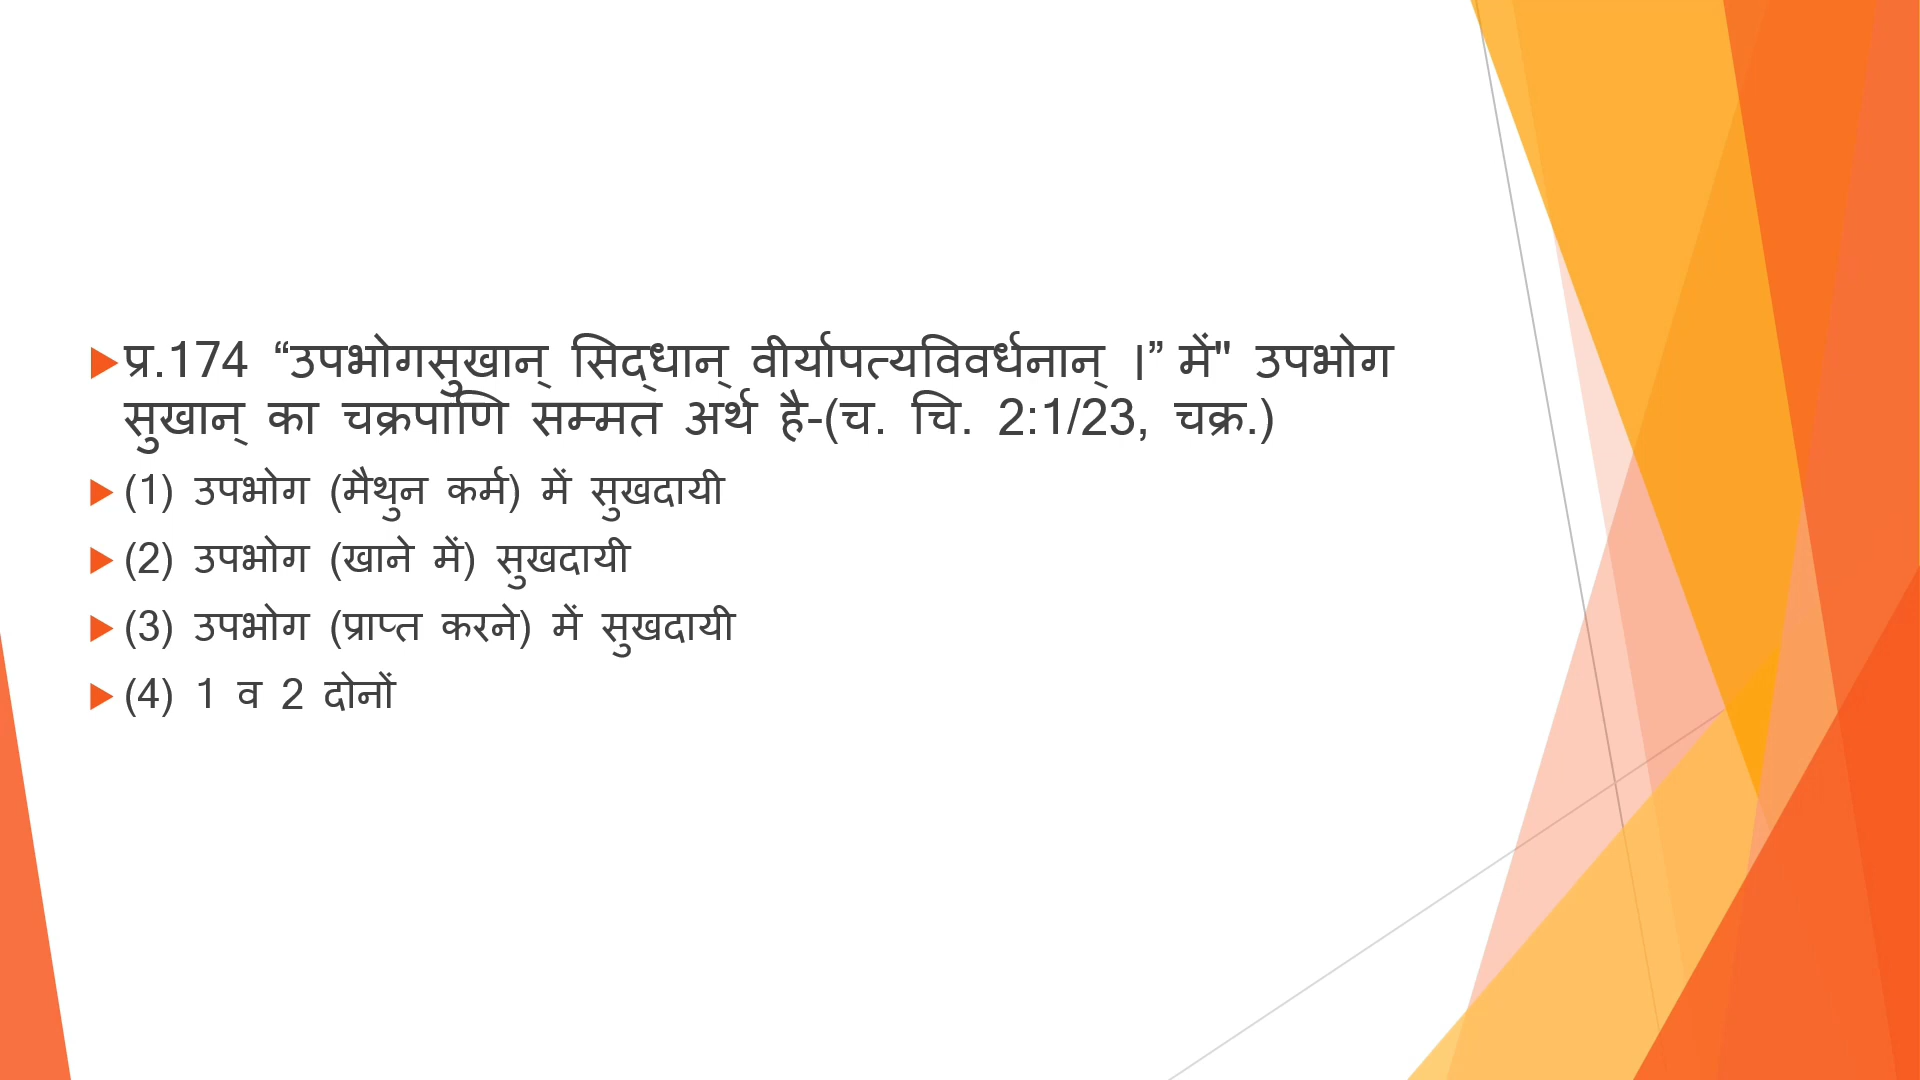 प्र.174 “उपभोगसुखान् सिद्धान् वीर्यापत्यविवर्धनान् ।” में" उपभोग
सुखान् का चक्रपाणि सम्मत अर्थ है-(च. चि. 2:1/23, चक्र.)
(1) उपभोग (मैथुन कर्म) में सुखदायी
(2) उपभोग (खाने में) सुखदायी
(3) उपभोग (प्राप्त करने) में सुखदायी
(4) 1 व 2 दोनों